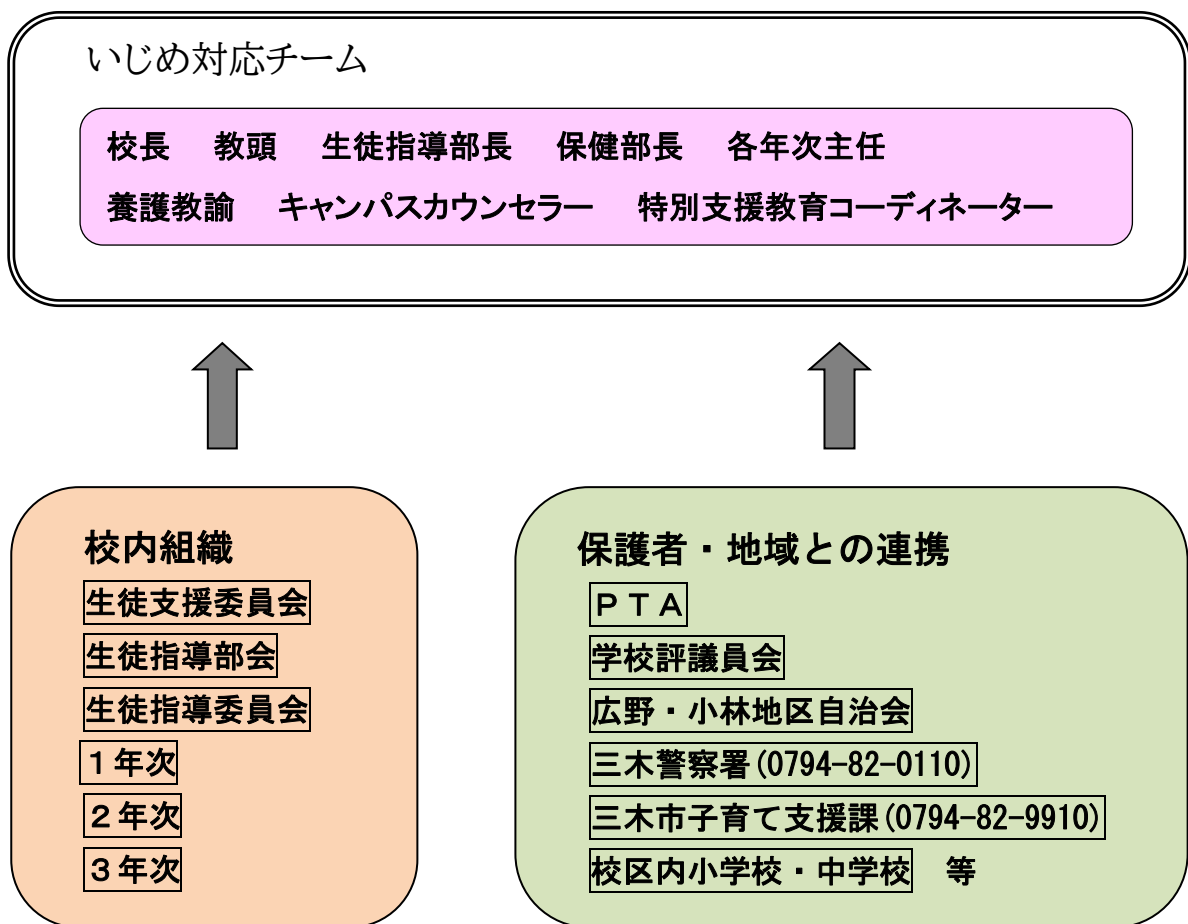 いじめ対応チーム
校長　教頭　生徒指導部長　保健部長　各年次主任
養護教諭　キャンパスカウンセラー　特別支援教育コーディネーター
校内組織
生徒支援委員会
生徒指導部会
生徒指導委員会
１年次
２年次
３年次
保護者・地域との連携
ＰＴＡ
学校評議員会
広野・小林地区自治会
三木警察署(0794-82-0110)
三木市子育て支援課(0794-82-9910)
校区内小学校・中学校　等